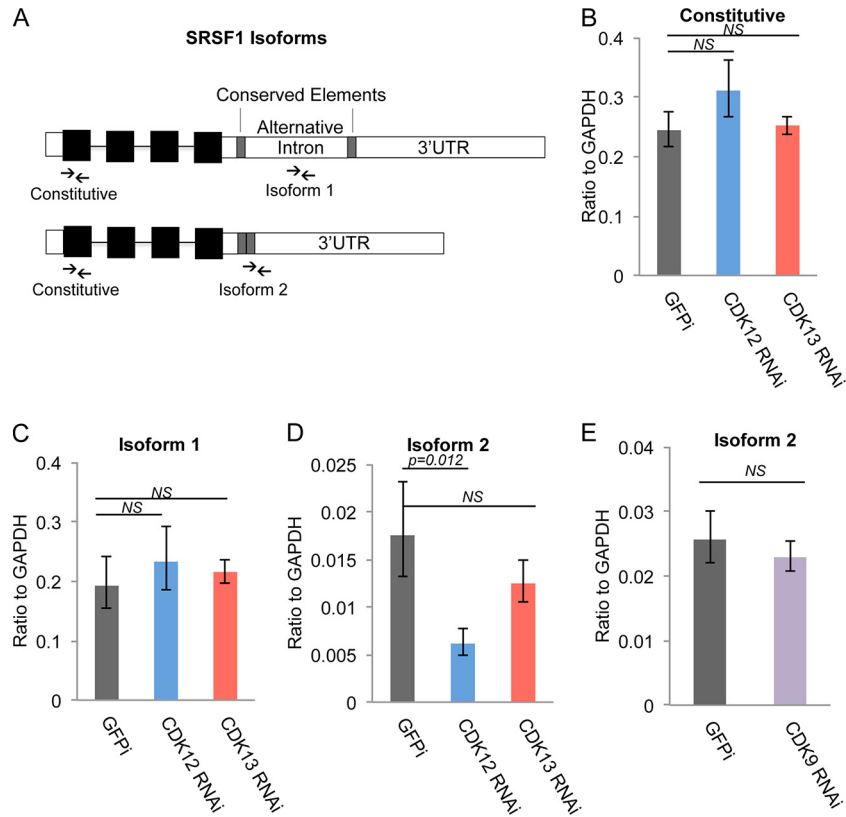 A
SRSF1 Isoforms
Conserved Elements
Alternative
Intron
3'UTR
Constitutive
Isoform 1
3'UTR
Constitutive
Isoform 2
B
Constitutive
NS
NS
Ratio to GAPDH
0.4
0.3
0.2
0.1
0
GFPi
CDK12 RNAi
CDK13 RNAi
C
Isoform 1
NS
NS
Ratio to GAPDH
0.4
0.3
0.2
0.1
0
GFPi
CDK12 RNAi
CDK13 RNAi
D
Isoform 2
p=0.012
NS
Ratio to GAPDH
0.025
0.02
0.015
0.01
0.005
0
GFPi
CDK12 RNAi
CDK13 RNAi
E
Isoform 2
NS
Ratio to GAPDH
0.04
0.03
0.02
0.01
0
GFPi
CDK9 RNAi